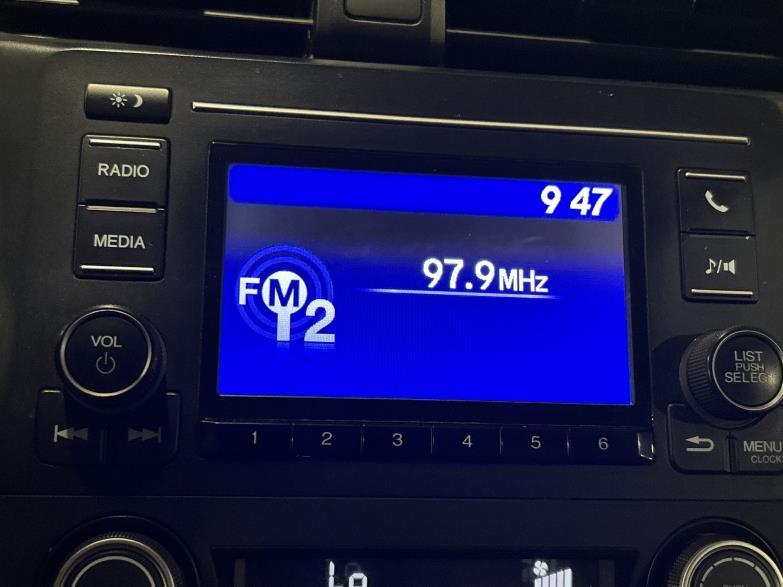 RADIO
MEDIA
VOL
9 47
FM 2
97.9MHz
LIST
PUSH
SELECT
1 2 3 4 5 6
MENU
CLOCK
Lo